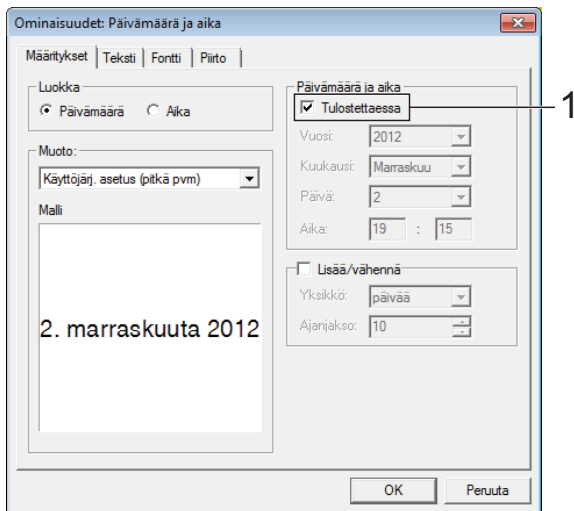 Ominaisuudet: Päivämäärä ja aika
Määritykset Teksti Fontti Piirto
Luokka
Päivämäärä Aika
Muoto:
Käyttöjärj. asetus (pitkä pvm)
Malli
2. marraskuuta 2012
Päivämäärä ja aika
Tulostettaessa 1
Vuosi: 2012
Kuukausi: Marraskuu
Päivä: 2
Aika: 19 : 15
Lisää/vähennä
Yksikkö: päivää
Ajanjakso: 10
OK Peruuta